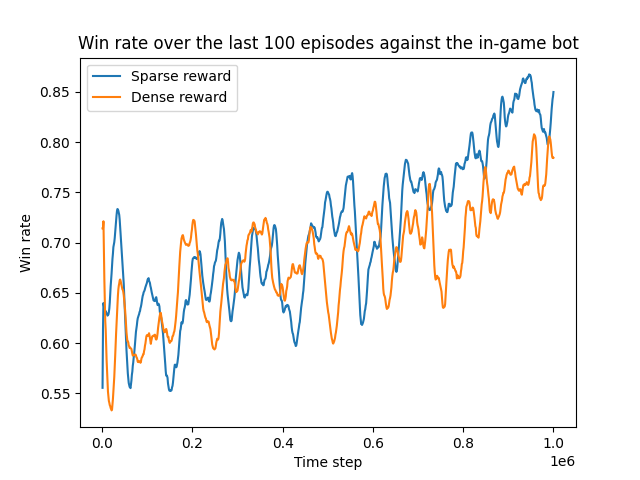 Win rate over the last 100 episodes against the in-game bot
Sparse reward
Dense reward
Win rate
0.85
0.80
0.75
0.70
0.65
0.60
0.55
0.0 0.2 0.4 0.6 0.8 1.0
1e6
Time step